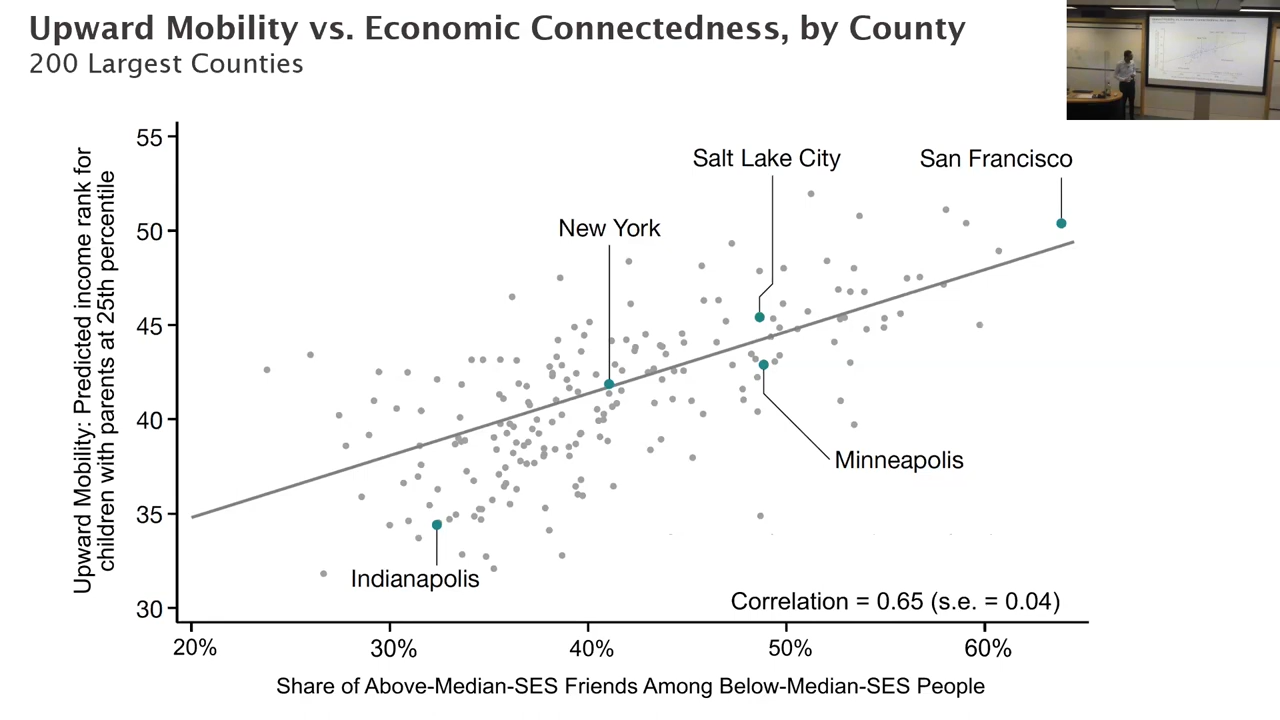 Upward Mobility vs. Economic Connectedness, by County
200 Largest Counties
Upward Mobility: Predicted income rank for
children with parents at 25th percentile
55
50
45
40
35
30
Salt Lake City
San Francisco
New York
Minneapolis
Indianapolis
Correlation = 0.65 (s.e. = 0.04)
20%
30%
40%
50%
60%
Share of Above-Median-SES Friends Among Below-Median-SES People